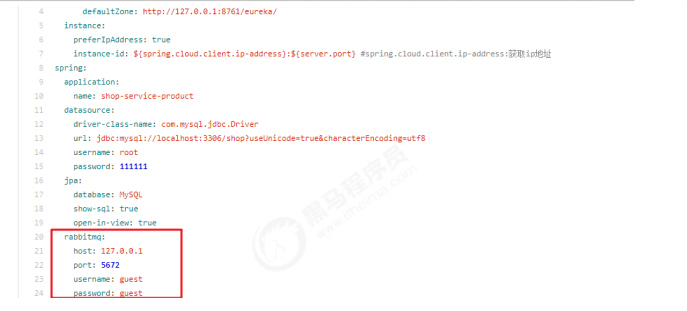 4 defaultZone: http://127.0.0.1:8761/eureka/
5 instance:
6 preferIpAddress: true
7 instance-id: ${spring.cloud.client.ip-address}:${server.port} #spring.cloud.client.ip-address:获取ip地址
8 spring:
9 application:
10 name: shop-service-product
11 datasource:
12 driver-class-name: com.mysql.jdbc.Driver
13 url: jdbc:mysql://localhost:3306/shop?useUnicode=true&characterEncoding=utf8
14 username: root
15 password: 111111
16 jpa:
17 database: MySQL
18 show-sql: true
19 open-in-view: true
20 rabbitmq:
21 host: 127.0.0.1
22 port: 5672
23 username: guest
24 password: guest
黑马程序员
www.itheima.com